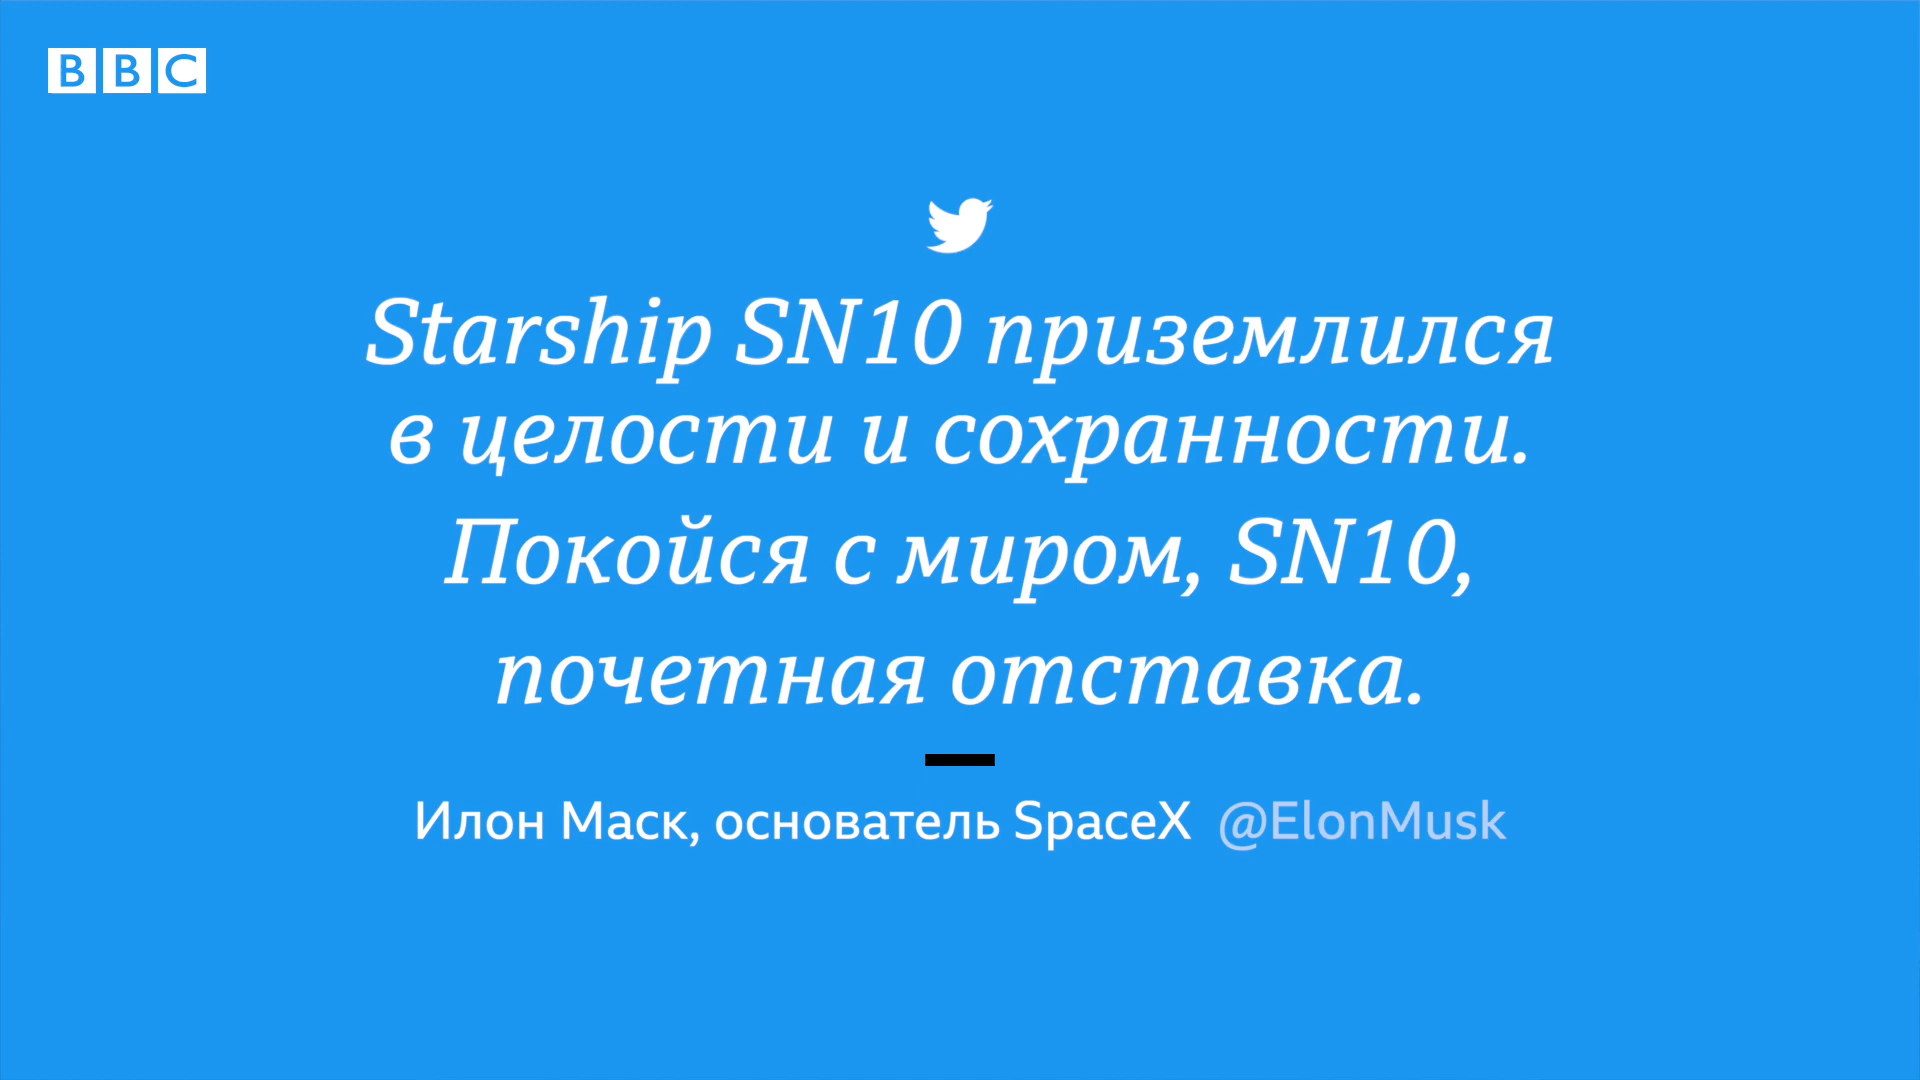 BBC
Starship SN10 приземлился
в целости и сохранности.
Покойся с миром, SN10,
почетная отставка.
Илон Маск, основатель SpaceX @ElonMusk